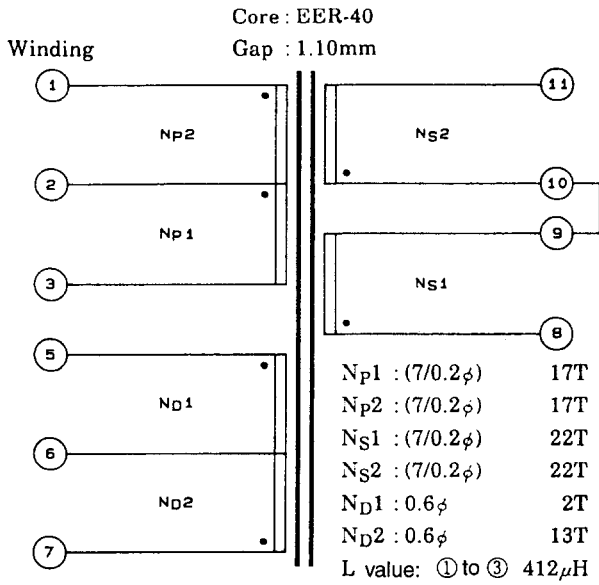 Core : EER-40
Winding
Gap : 1.10mm
1
NP2
2
NP1
3
5
ND1
6
ND2
7
11
NS2
10
9
NS1
8
NP1 : (7/0.2φ) 17T
NP2 : (7/0.2φ) 17T
NS1 : (7/0.2φ) 22T
NS2 : (7/0.2φ) 22T
ND1 : 0.6φ 2T
ND2 : 0.6φ 13T
L value: ① to ③ 412μH